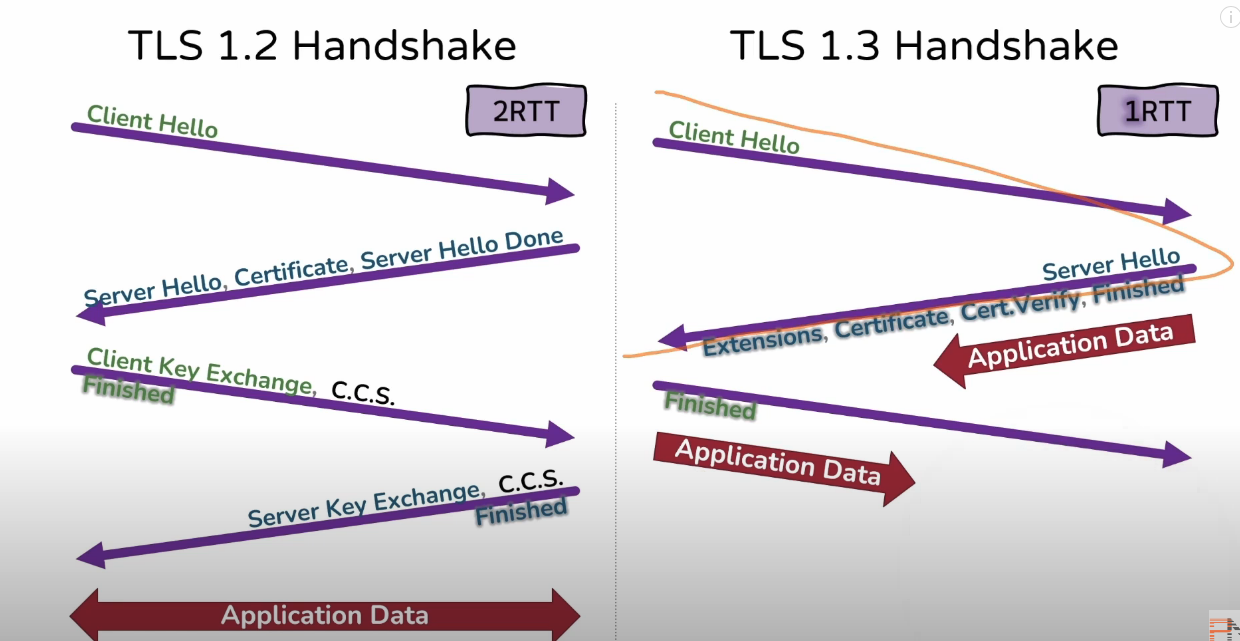 TLS 1.2 Handshake
2RTT
Client Hello
Server Hello, Certificate, Server Hello Done
Client Key Exchange, C.C.S.
Finished
Server Key Exchange, C.C.S.
Finished
Application Data
TLS 1.3 Handshake
1RTT
Client Hello
Server Hello
Extensions, Certificate, Cert.Verify, Finished
Application Data
Finished
Application Data